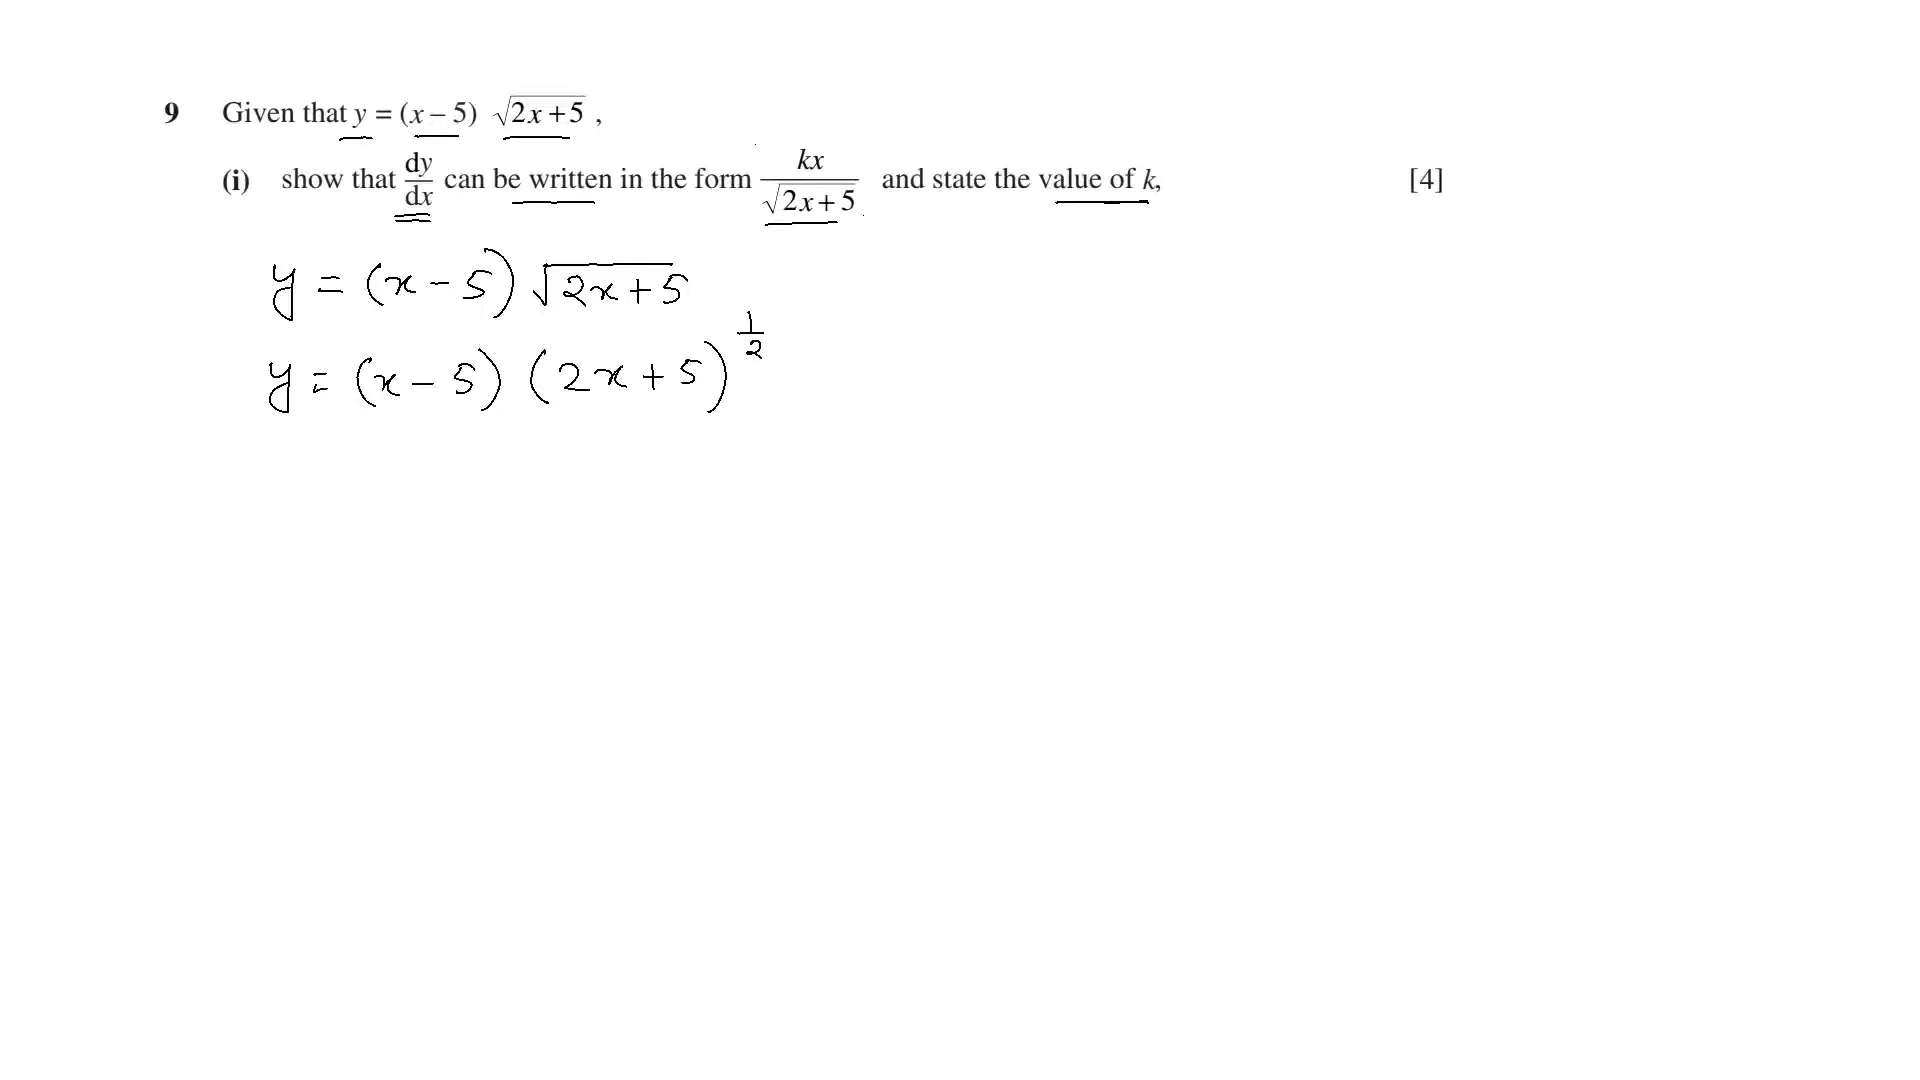 9 Given that y = (x – 5) √(2x + 5) ,
(i) show that dy/dx can be written in the form kx/√(2x + 5) and state the value of k, [4]
y = (x – 5) √(2x + 5)
y = (x – 5) (2x + 5)^(1/2)